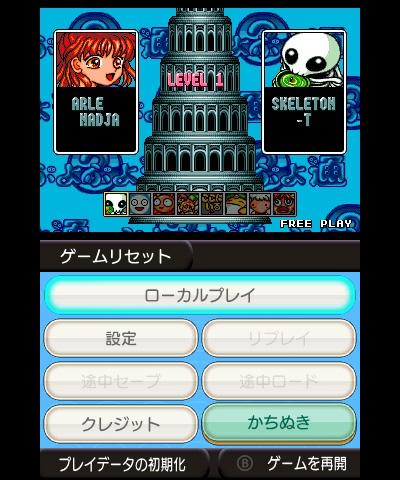 LEVEL 1
ARLE
NADJA
SKELETON
-T
FREE PLAY
ゲームリセット
ローカルプレイ
設定
リプレイ
途中セーブ
途中ロード
クレジット
かちぬき
プレイデータの初期化
B ゲームを再開